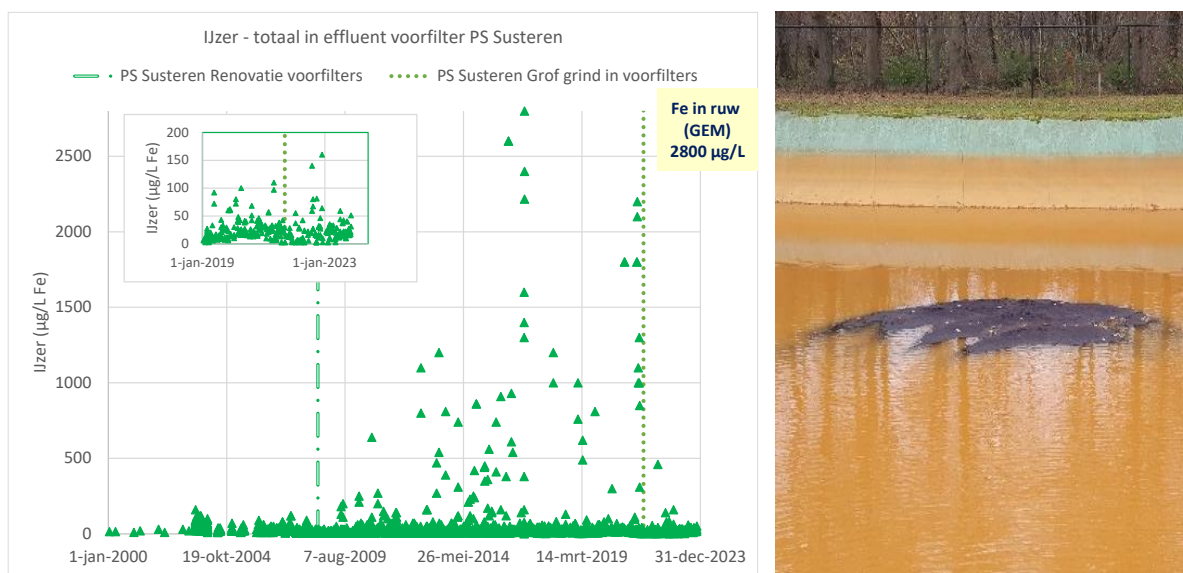 IJzer - totaal in effluent voorfilter PS Susteren
PS Susteren Renovatie voorfilters
PS Susteren Grof grind in voorfilters
Fe in ruw
(GEM)
2800 µg/L
IJzer (µg/L Fe)
2500
2000
1500
1000
500
0
1-jan-2000
19-okt-2004
7-aug-2009
26-mei-2014
14-mrt-2019
31-dec-2023
IJzer (µg/L Fe)
200
150
100
50
0
1-jan-2019
1-jan-2023